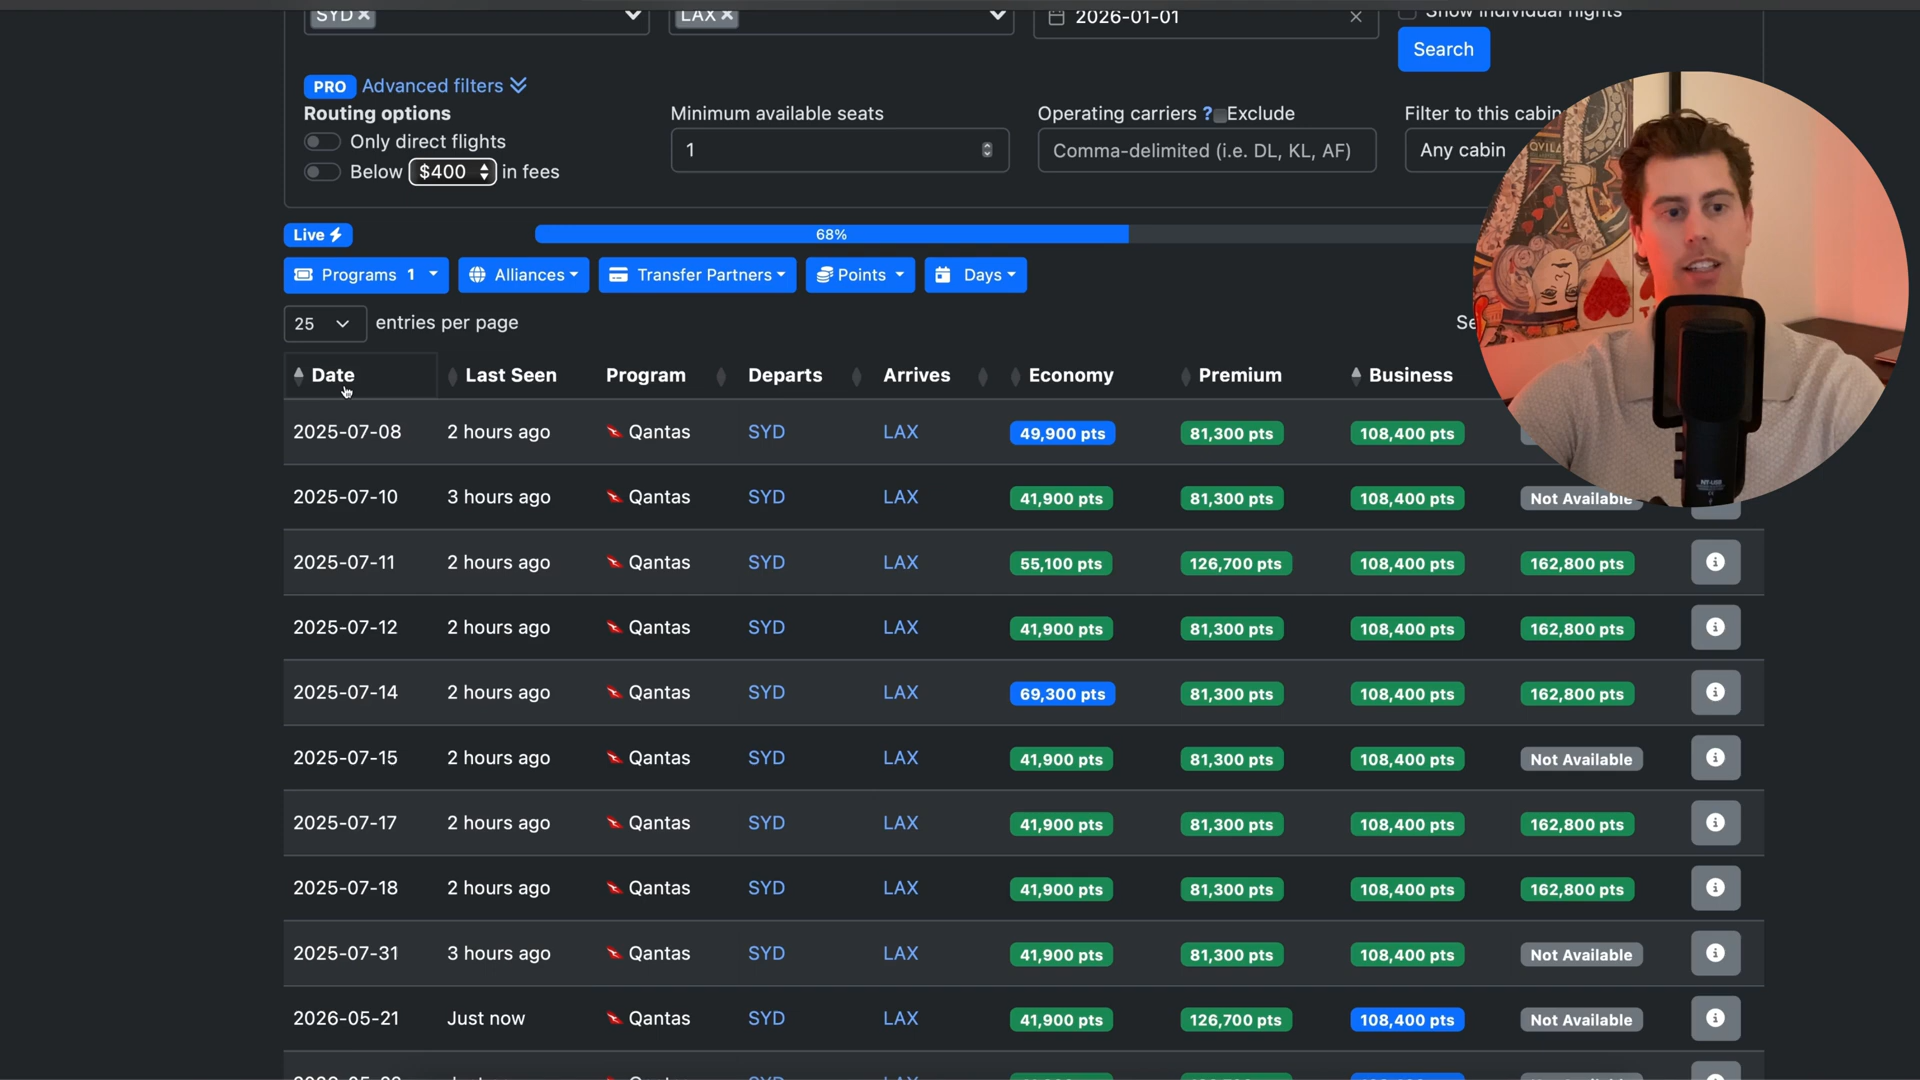 SYD ×
LAX ×
2026-01-01
Show individual flights
Search
PRO Advanced filters
Routing options
Minimum available seats
Operating carriers ? Exclude
Filter to this cabin
Only direct flights
1
Comma-delimited (i.e. DL, KL, AF)
Any cabin
Below $400 in fees
Live
68%
Programs 1
Alliances
Transfer Partners
Points
Days
25 entries per page
Date Last Seen Program Departs Arrives Economy Premium Business
2025-07-08 2 hours ago Qantas SYD LAX 49,900 pts 81,300 pts 108,400 pts
2025-07-10 3 hours ago Qantas SYD LAX 41,900 pts 81,300 pts 108,400 pts Not Available
2025-07-11 2 hours ago Qantas SYD LAX 55,100 pts 126,700 pts 108,400 pts 162,800 pts
2025-07-12 2 hours ago Qantas SYD LAX 41,900 pts 81,300 pts 108,400 pts 162,800 pts
2025-07-14 2 hours ago Qantas SYD LAX 69,300 pts 81,300 pts 108,400 pts 162,800 pts
2025-07-15 2 hours ago Qantas SYD LAX 41,900 pts 81,300 pts 108,400 pts Not Available
2025-07-17 2 hours ago Qantas SYD LAX 41,900 pts 81,300 pts 108,400 pts 162,800 pts
2025-07-18 2 hours ago Qantas SYD LAX 41,900 pts 81,300 pts 108,400 pts 162,800 pts
2025-07-31 3 hours ago Qantas SYD LAX 41,900 pts 81,300 pts 108,400 pts Not Available
2026-05-21 Just now Qantas SYD LAX 41,900 pts 126,700 pts 108,400 pts Not Available